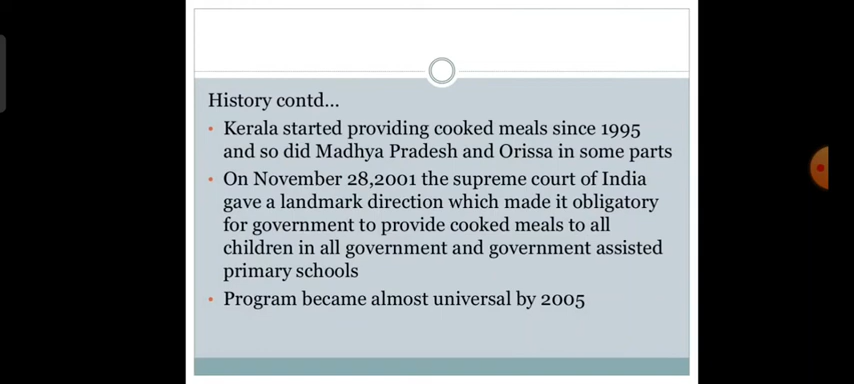 History contd...
• Kerala started providing cooked meals since 1995
and so did Madhya Pradesh and Orissa in some parts
• On November 28,2001 the supreme court of India
gave a landmark direction which made it obligatory
for government to provide cooked meals to all
children in all government and government assisted
primary schools
• Program became almost universal by 2005